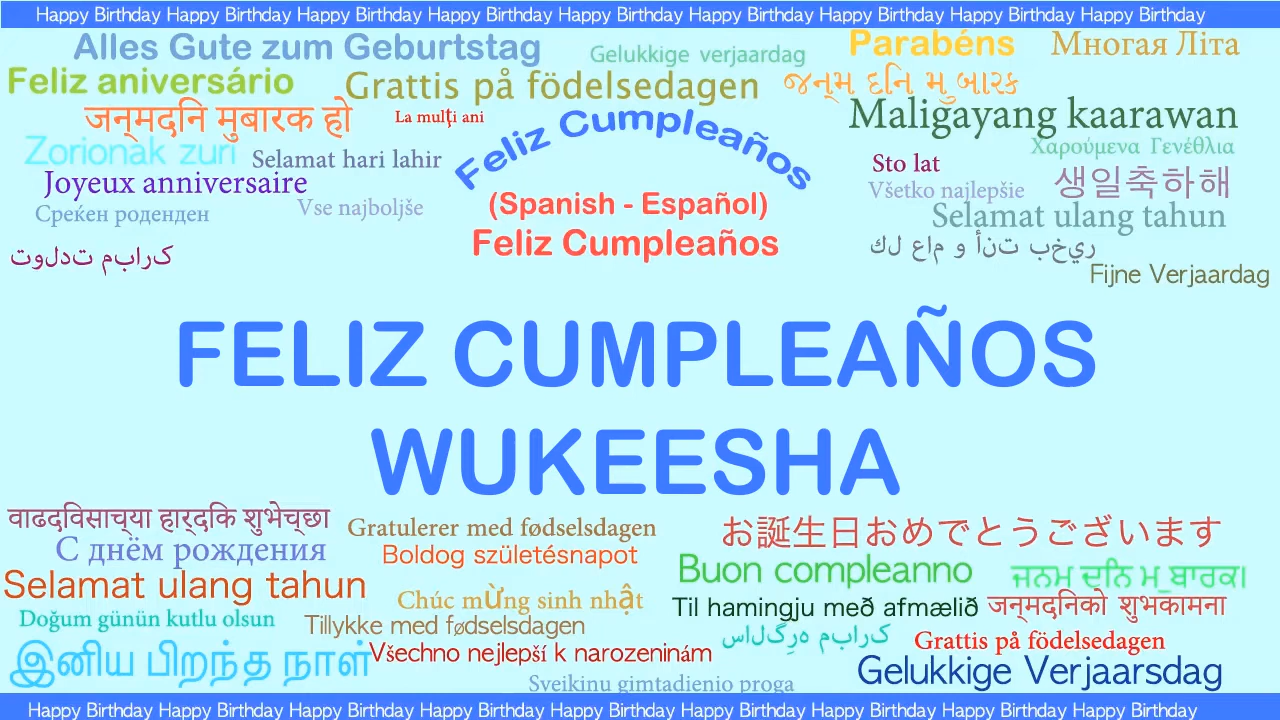 Happy Birthday Happy Birthday Happy Birthday Happy Birthday Happy Birthday Happy Birthday Happy Birthday Happy Birthday Happy Birthday
Alles Gute zum Geburtstag
Gelukkige verjaardag
Parabéns
Многая Літа
Feliz aniversário
Grattis på födelsedagen
જન્મ દિન મુબારક
जन्मदिन मुबारक हो
La mulţi ani
Feliz Cumpleaños
Maligayang kaarawan
Zorionak zuri
Selamat hari lahir
Χαρούμενα Γενέθλια
Sto lat
Joyeux anniversaire
(Spanish - Español)
Všetko najlepšie
생일축하해
Среќен роденден
Vse najboljše
Selamat ulang tahun
Feliz Cumpleaños
تولدت مبارک
كل عام و أنت بخير
Fijne Verjaardag
FELIZ CUMPLEAÑOS
WUKEESHA
वाढदिवसाच्या हार्दिक शुभेच्छा
Gratulerer med fødselsdagen
お誕生日おめでとうございます
С днём рождения
Boldog születésnapot
Buon compleanno
ਜਨਮ ਦਿਨ ਮੁਬਾਰਕ।
Selamat ulang tahun
Chúc mừng sinh nhật
Til hamingju með afmælið
जन्मदिनको शुभकामना
Doğum günün kutlu olsun
Tillykke med fødselsdagen
سالگرہ مبارک
Grattis på födelsedagen
இனிய பிறந்த நாள்
Všechno nejlepší k narozeninám
Gelukkige Verjaarsdag
Sveikinu gimtadienio proga
Happy Birthday Happy Birthday Happy Birthday Happy Birthday Happy Birthday Happy Birthday Happy Birthday Happy Birthday Happy Birthday